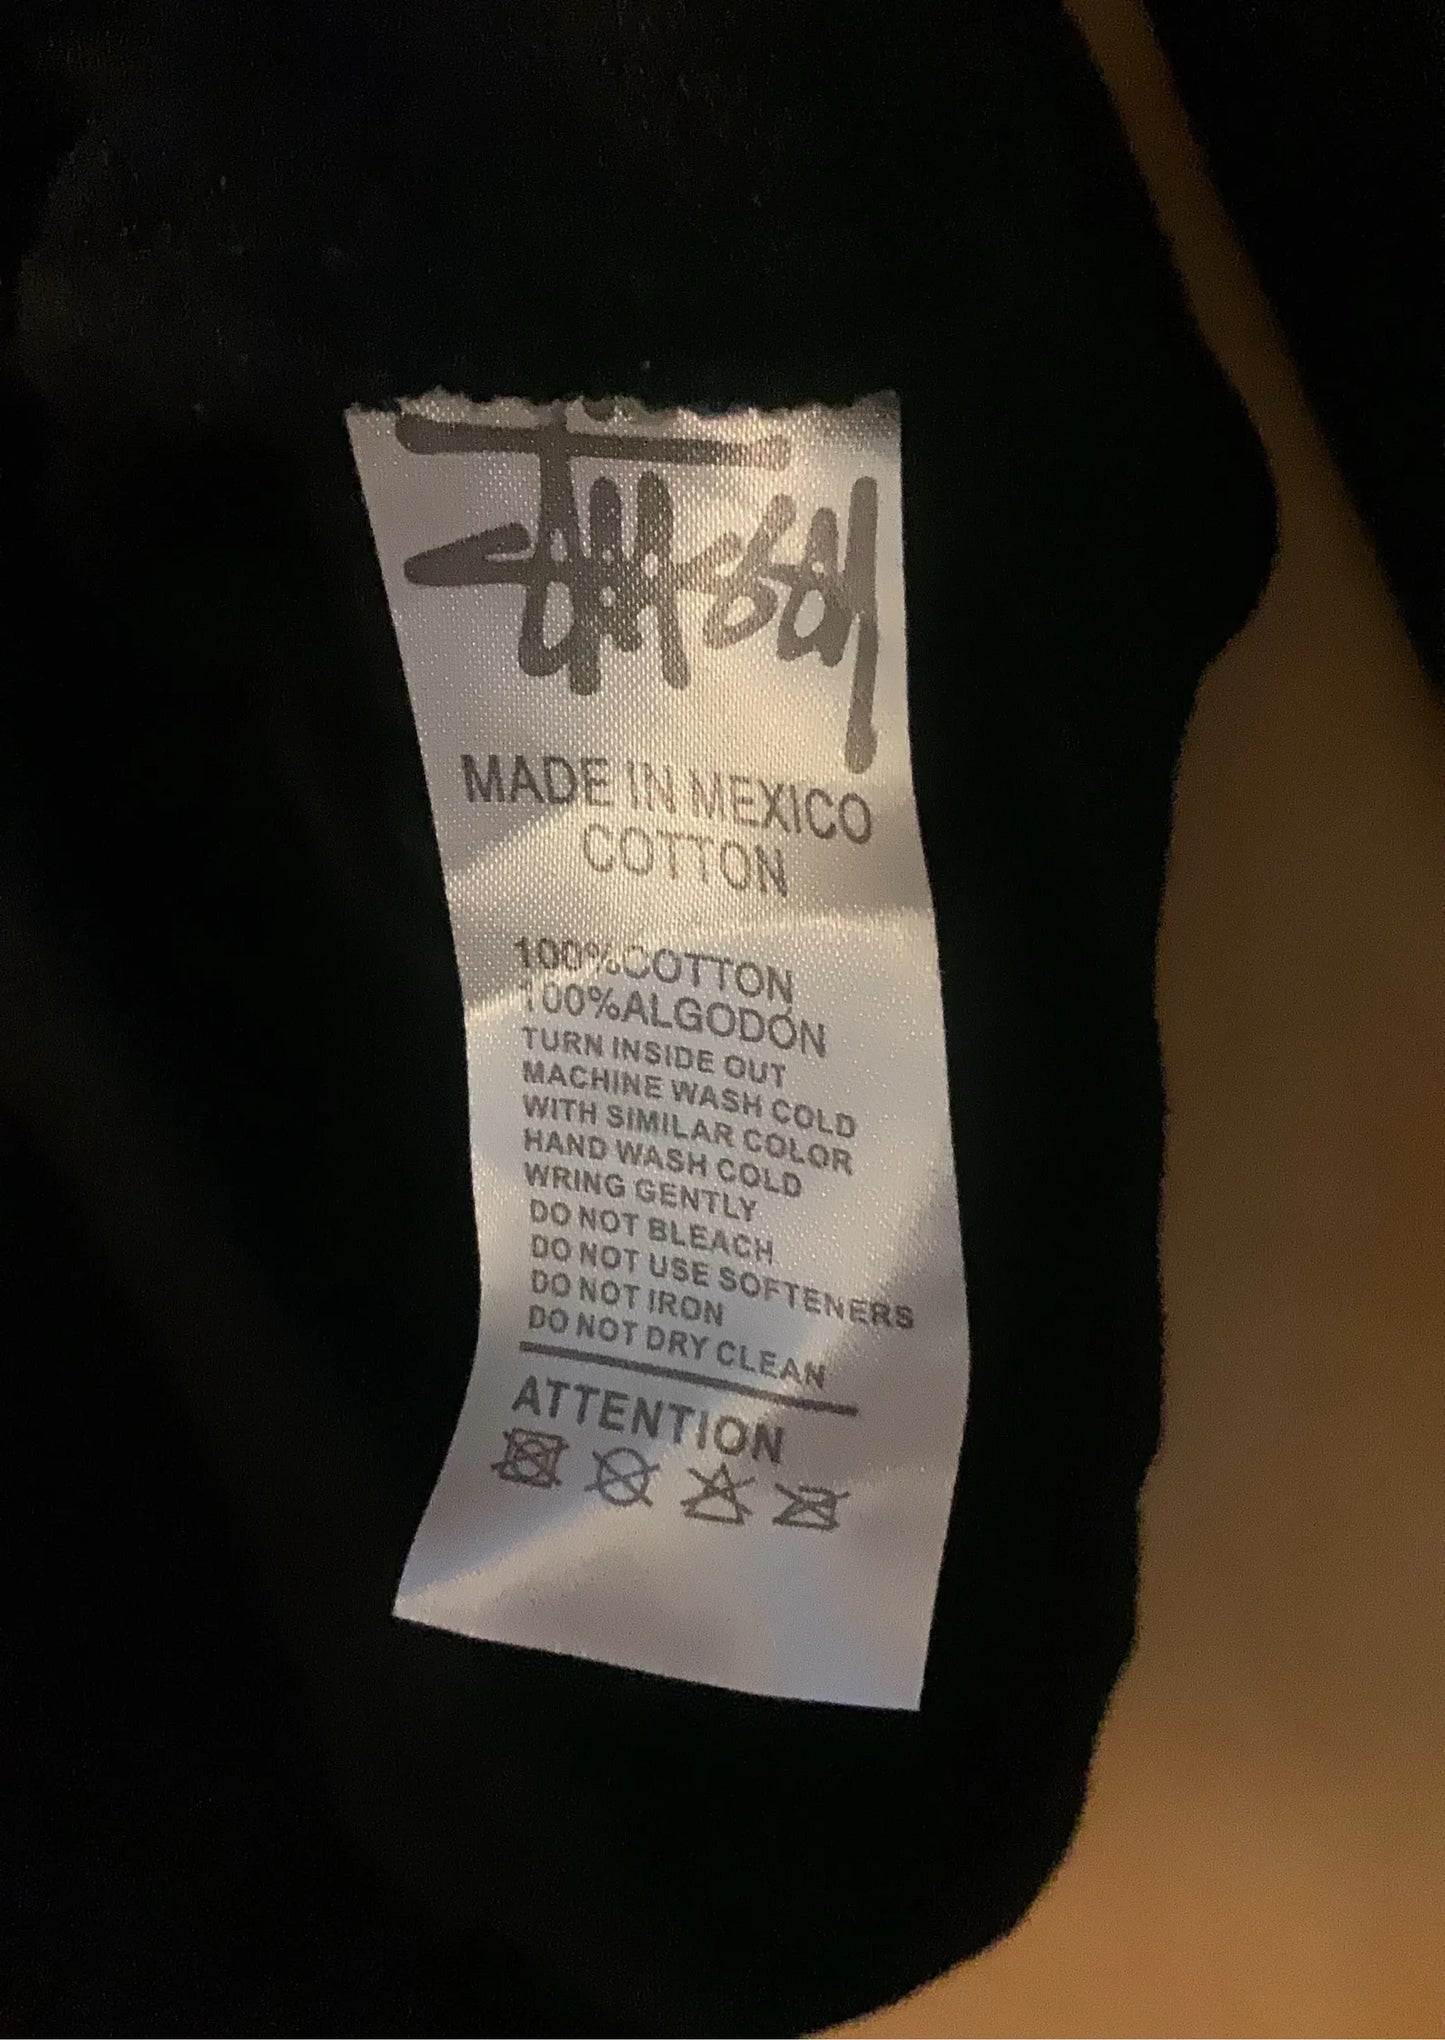 Stüssy
MADE IN MEXICO
COTTON
100%COTTON
100%ALGODÓN
TURN INSIDE OUT
MACHINE WASH COLD
WITH SIMILAR COLOR
HAND WASH COLD
WRING GENTLY
DO NOT BLEACH
DO NOT USE SOFTENERS
DO NOT IRON
DO NOT DRY CLEAN
ATTENTION